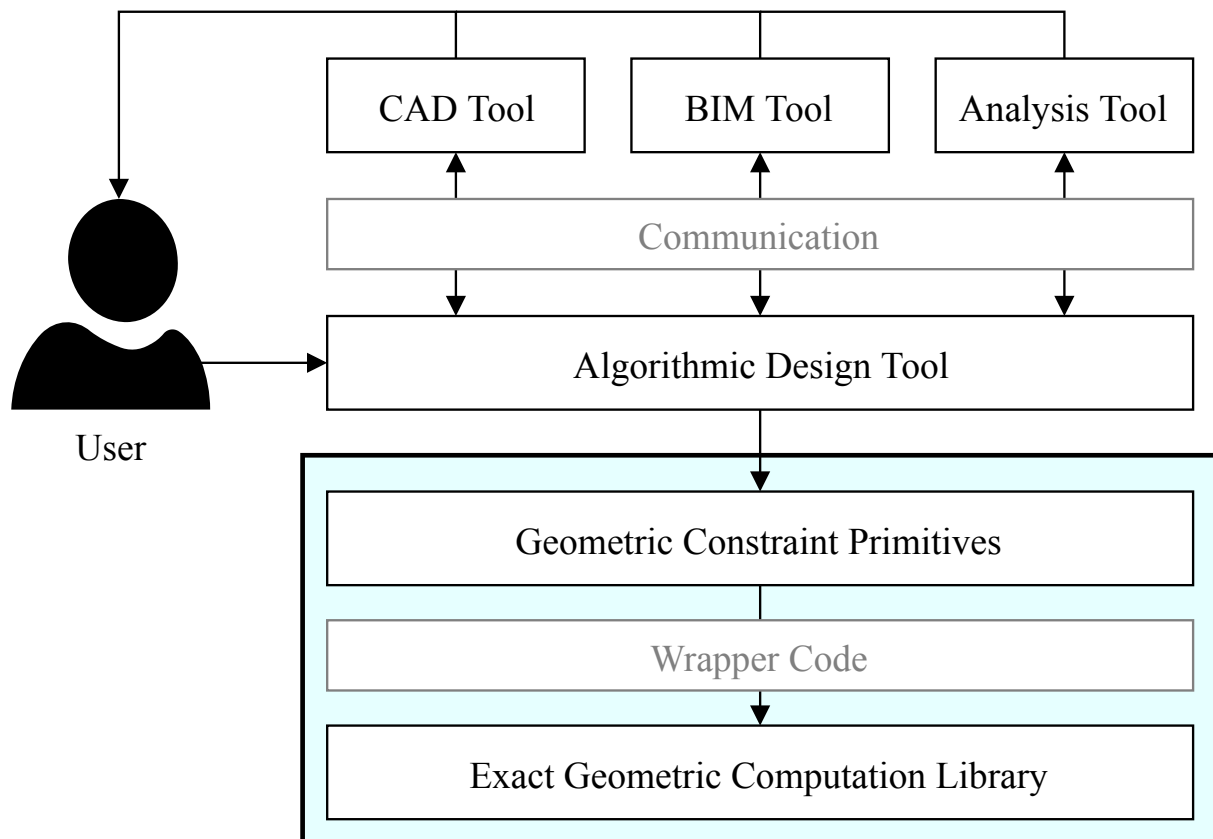 CAD Tool
BIM Tool
Analysis Tool
Communication
Algorithmic Design Tool
User
Geometric Constraint Primitives
Wrapper Code
Exact Geometric Computation Library